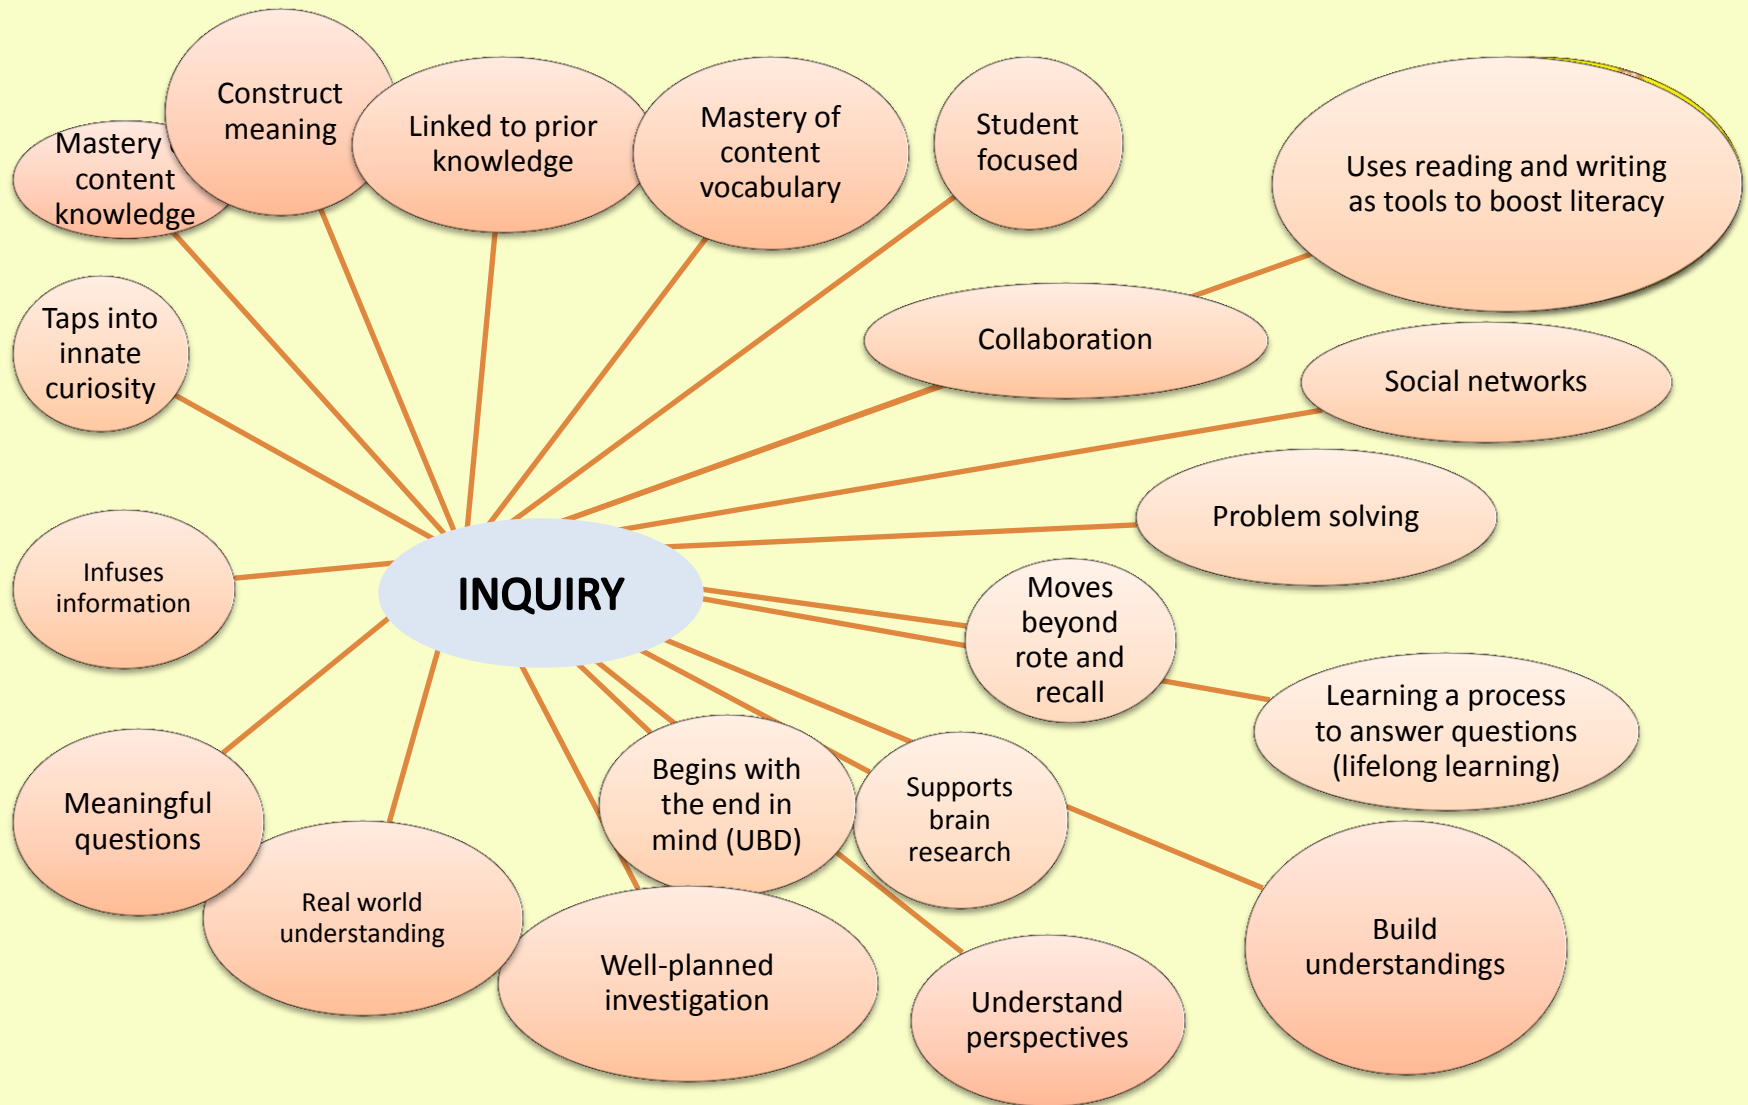 Construct
meaning
Mastery
content
knowledge
Linked to prior
knowledge
Mastery of
content
vocabulary
Student
focused
Uses reading and writing
as tools to boost literacy
Taps into
innate
curiosity
Collaboration
Social networks
Problem solving
Infuses
information
INQUIRY
Moves
beyond
rote and
recall
Learning a process
to answer questions
(lifelong learning)
Meaningful
questions
Real world
understanding
Begins with
the end in
mind (UBD)
Supports
brain
research
Well-planned
investigation
Understand
perspectives
Build
understandings